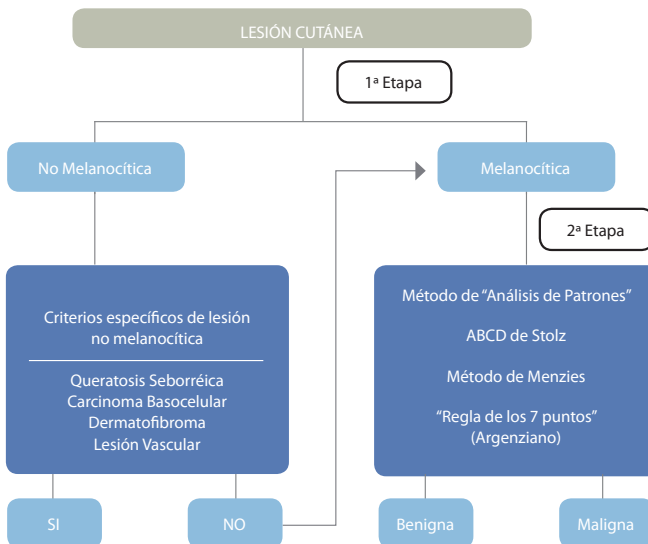 LESIÓN CUTÁNEA
1ª Etapa
No Melanocítica
Melanocítica
2ª Etapa
Criterios específicos de lesión
no melanocítica
Queratosis Seborréica
Carcinoma Basocelular
Dermatofibroma
Lesión Vascular
Método de “Análisis de Patrones”
ABCD de Stolz
Método de Menzies
“Regla de los 7 puntos”
(Argenziano)
SI
NO
Benigna
Maligna